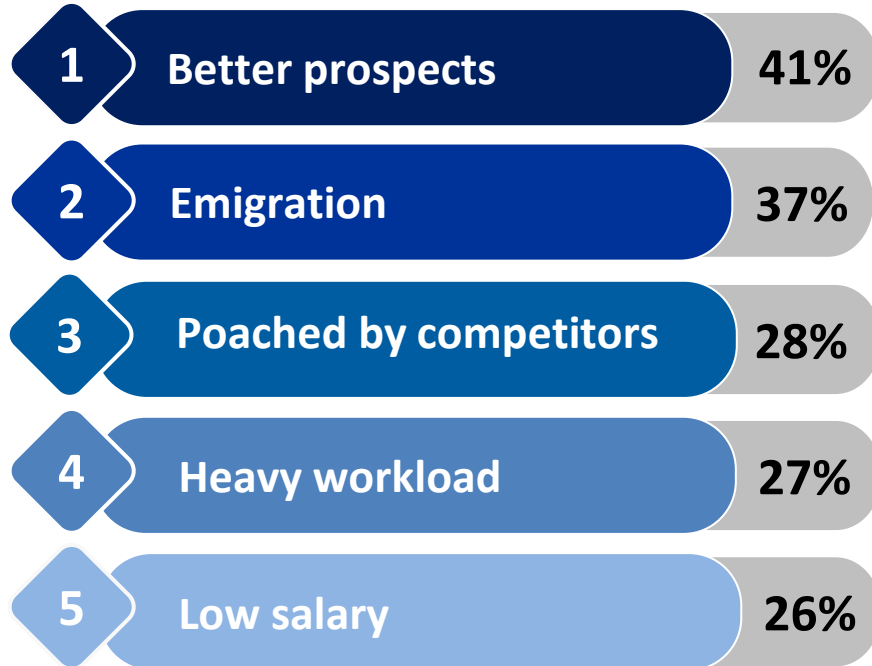 1 Better prospects 41%
2 Emigration 37%
3 Poached by competitors 28%
4 Heavy workload 27%
5 Low salary 26%